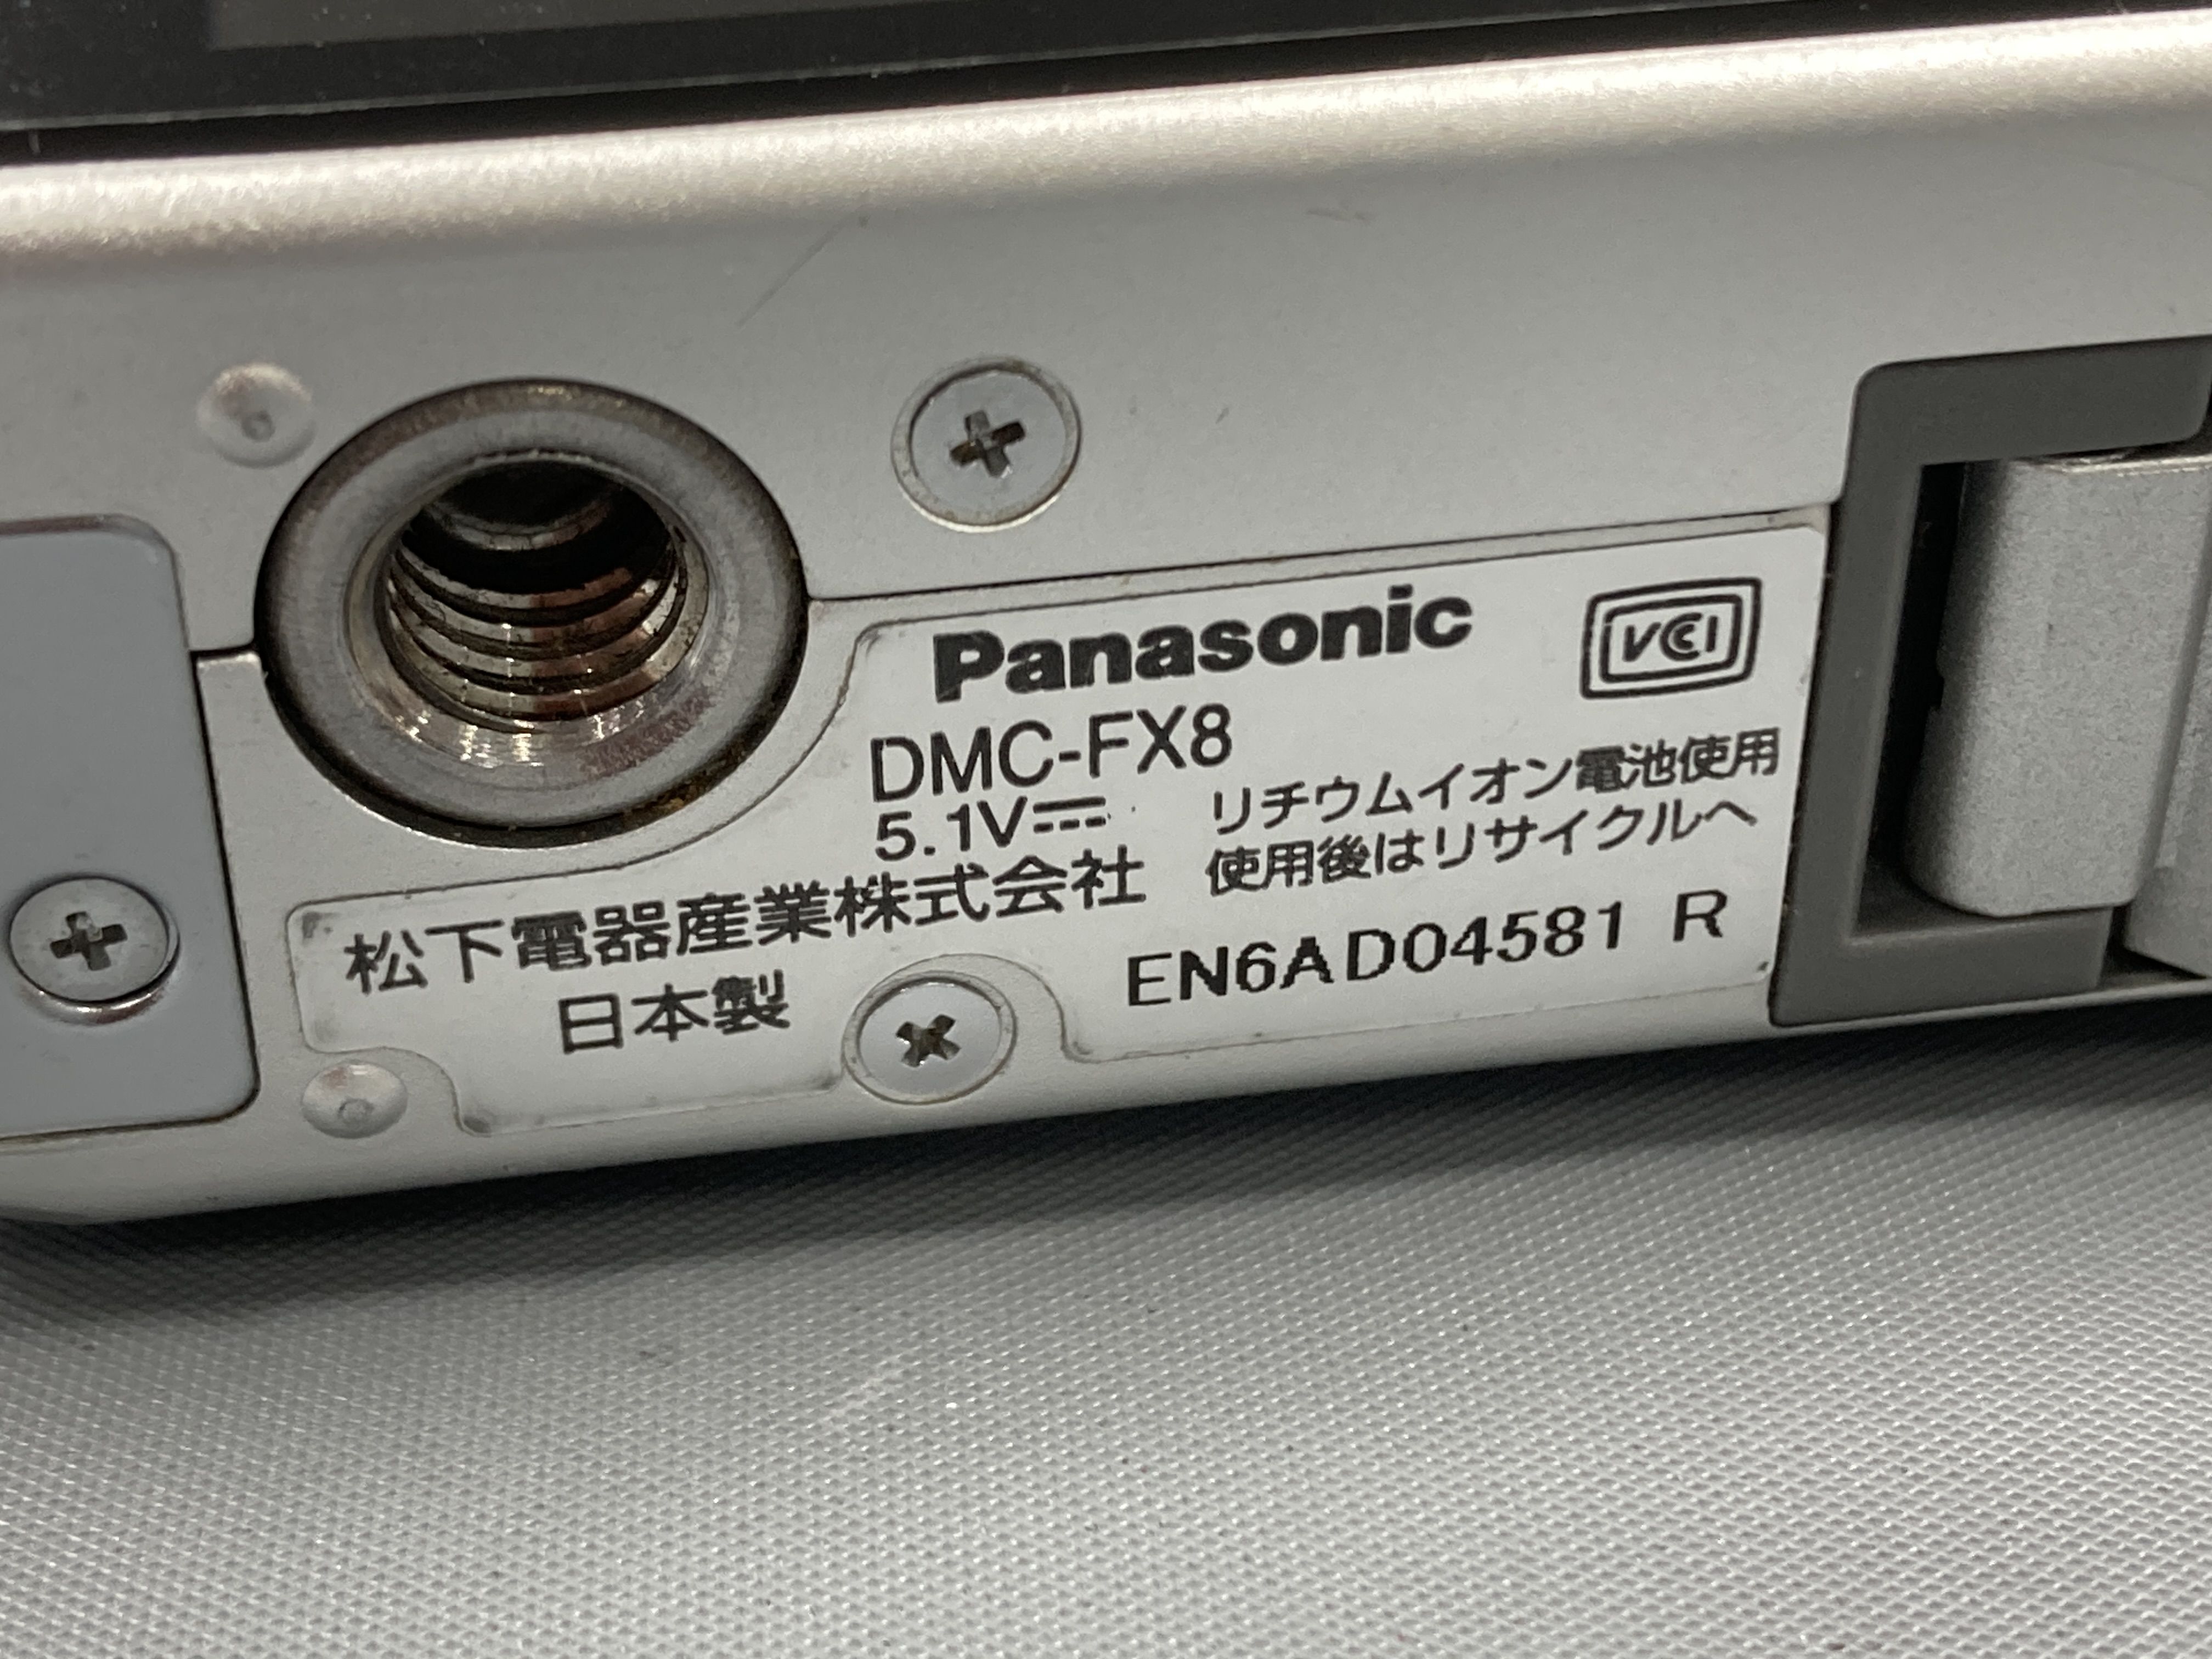 Panasonic
VCCI
DMC-FX8
5.1V⎓
リチウムイオン電池使用
使用後はリサイクルへ
松下電器産業株式会社
日本製
EN6AD04581 R